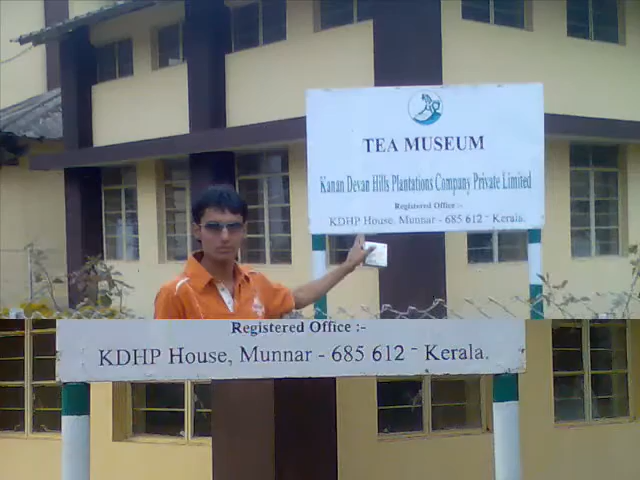 TEA MUSEUM
Kanan Devan Hills Plantations Company Private Limited
Registered Office :-
KDHP House, Munnar - 685 612 - Kerala.
Registered Office :-
KDHP House, Munnar - 685 612 - Kerala.